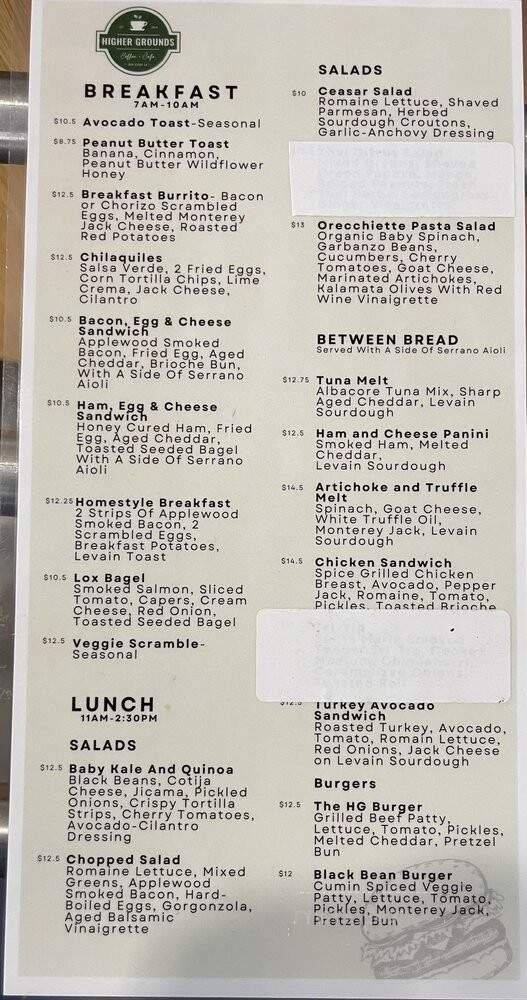 HIGHER GROUNDS
Coffee · Cafe
BREAKFAST
7AM-10AM
$10.5 Avocado Toast-Seasonal
$8.75 Peanut Butter Toast
Banana, Cinnamon,
Peanut Butter Wildflower
Honey
$12.5 Breakfast Burrito- Bacon
or Chorizo Scrambled
Eggs, Melted Monterey
Jack Cheese, Roasted
Red Potatoes
$12.5 Chilaquiles
Salsa Verde, 2 Fried Eggs,
Corn Tortilla Chips, Lime
Crema, Jack Cheese,
Cilantro
$10.5 Bacon, Egg & Cheese
Sandwich
Applewood Smoked
Bacon, Fried Egg, Aged
Cheddar, Brioche Bun,
With A Side Of Serrano
Aioli
$10.5 Ham, Egg & Cheese
Sandwich
Honey Cured Ham, Fried
Egg, Aged Cheddar,
Toasted Seeded Bagel
With A Side Of Serrano
Aioli
$12.25 Homestyle Breakfast
2 Strips Of Applewood
Smoked Bacon, 2
Scrambled Eggs,
Breakfast Potatoes,
Levain Toast
$10.5 Lox Bagel
Smoked Salmon, Sliced
Tomato, Capers, Cream
Cheese, Red Onion,
Toasted Seeded Bagel
$12.5 Veggie Scramble-
Seasonal
LUNCH
11AM-2:30PM
SALADS
$12.5 Baby Kale And Quinoa
Black Beans, Cotija
Cheese, Jicama, Pickled
Onions, Crispy Tortilla
Strips, Cherry Tomatoes,
Avocado-Cilantro
Dressing
$12.5 Chopped Salad
Romaine Lettuce, Mixed
Greens, Applewood
Smoked Bacon, Hard-
Boiled Eggs, Gorgonzola,
Aged Balsamic
Vinaigrette
SALADS
$10 Ceasar Salad
Romaine Lettuce, Shaved
Parmesan, Herbed
Sourdough Croutons,
Garlic-Anchovy Dressing
$13 Orecchiette Pasta Salad
Organic Baby Spinach,
Garbanzo Beans,
Cucumbers, Cherry
Tomatoes, Goat Cheese,
Marinated Artichokes,
Kalamata Olives With Red
Wine Vinaigrette
BETWEEN BREAD
Served With A Side Of Serrano Aioli
$12.75 Tuna Melt
Albacore Tuna Mix, Sharp
Aged Cheddar, Levain
Sourdough
$12.5 Ham and Cheese Panini
Smoked Ham, Melted
Cheddar,
Levain Sourdough
$14.5 Artichoke and Truffle
Melt
Spinach, Goat Cheese,
White Truffle Oil,
Monterey Jack, Levain
Sourdough
$14.5 Chicken Sandwich
Spice Grilled Chicken
Breast, Avocado, Pepper
Jack, Romaine, Tomato,
Pickles, Toasted Brioche
$12.5 Turkey Avocado
Sandwich
Roasted Turkey, Avocado,
Tomato, Romain Lettuce,
Red Onions, Jack Cheese
on Levain Sourdough
Burgers
$12.5 The HG Burger
Grilled Beef Patty,
Lettuce, Tomato, Pickles,
Melted Cheddar, Pretzel
Bun
$12 Black Bean Burger
Cumin Spiced Veggie
Patty, Lettuce, Tomato,
Pickles, Monterey Jack,
Pretzel Bun